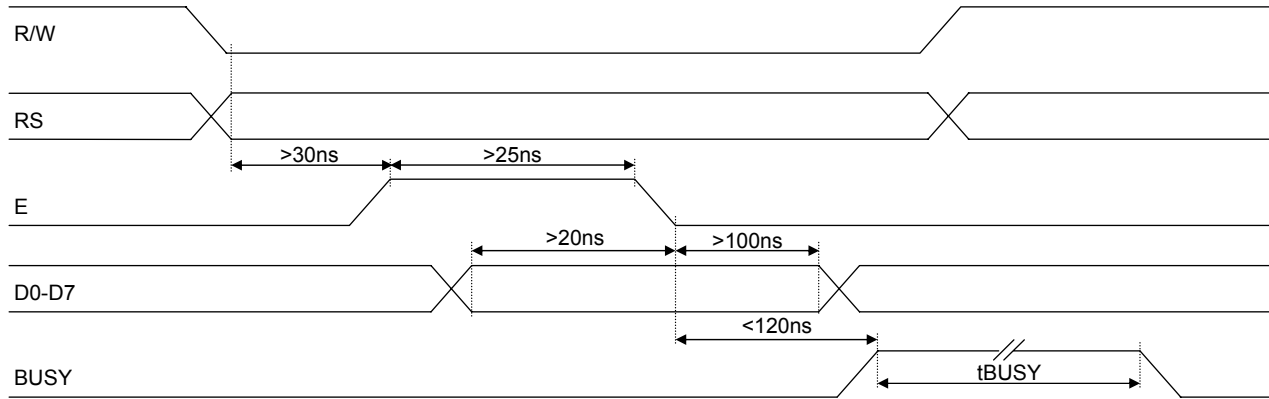 R/W
RS
>30ns >25ns
E
>20ns >100ns
D0-D7
<120ns
BUSY tBUSY